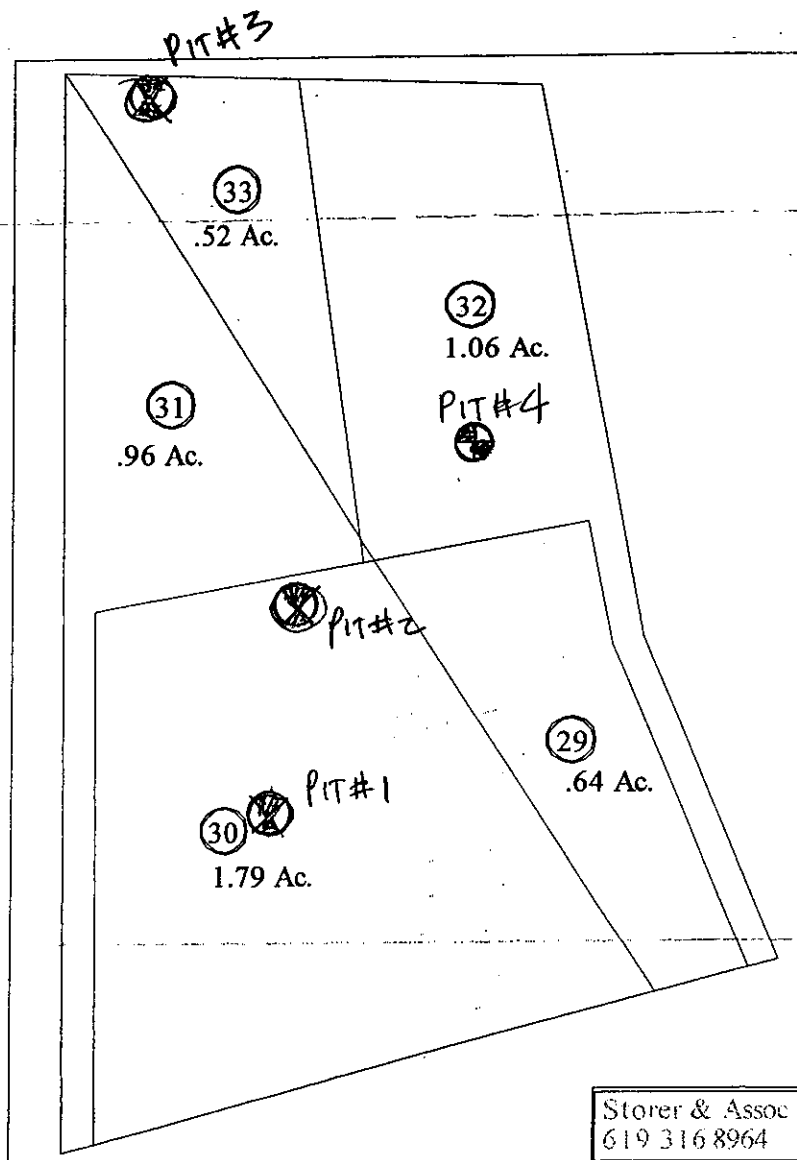 PIT#3
33
.52 Ac.
32
1.06 Ac.
31
.96 Ac.
PIT#4
PIT#2
29
.64 Ac.
PIT#1
30
1.79 Ac.
Storer & Assoc
619 316 8964